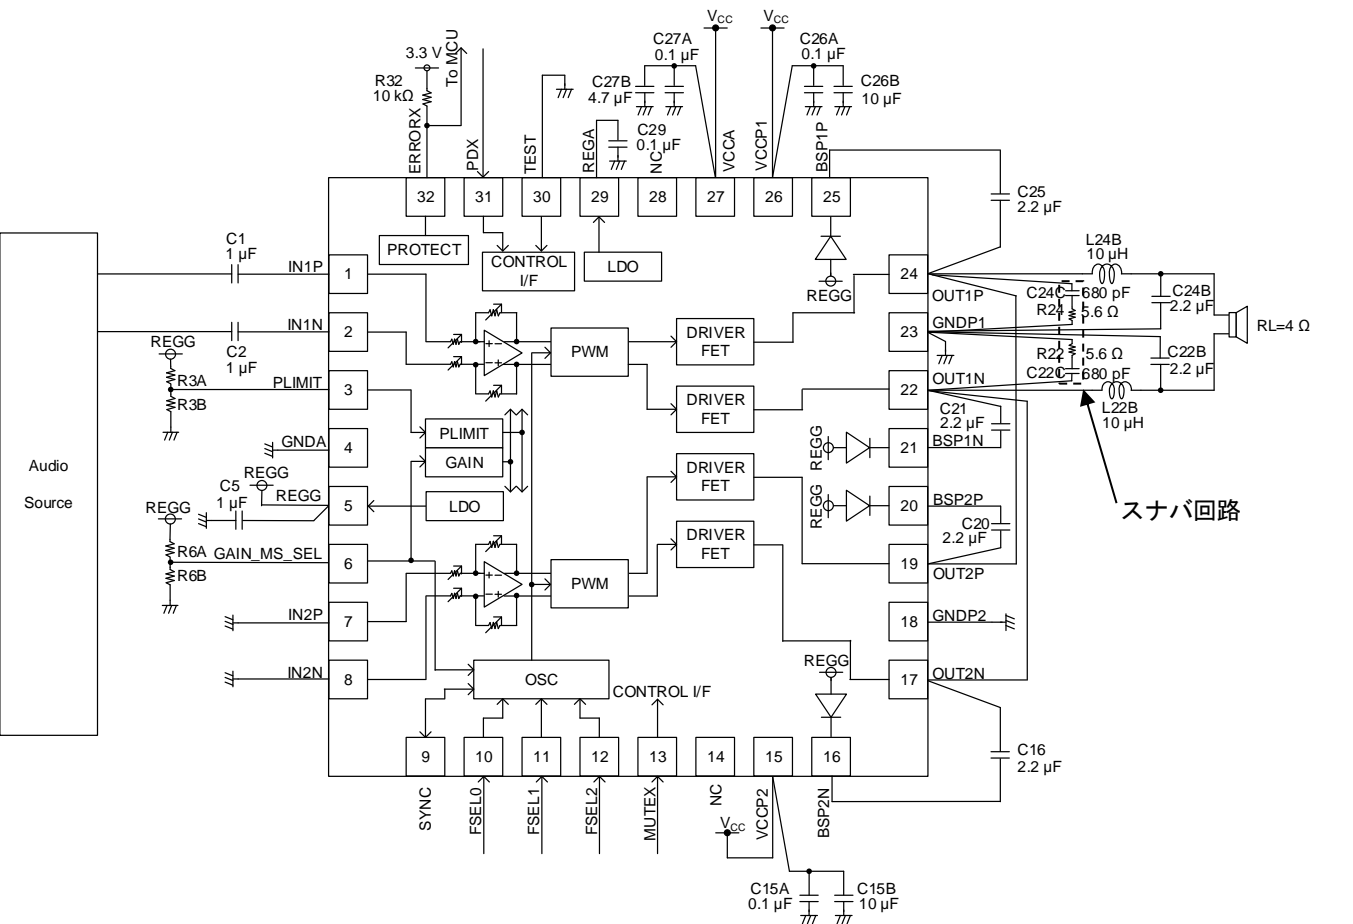 VCC
VCC
3.3 V
To MCU
R32
10 kΩ
C27A
0.1 µF
C27B
4.7 µF
C26A
0.1 µF
C26B
10 µF
C29
0.1 µF
ERRORX
PDX
TEST
REGA
NC
VCCA
VCCP1
BSP1P
32
31
30
29
28
27
26
25
C25
2.2 µF
PROTECT
CONTROL
I/F
LDO
REGG
C1
1 µF
IN1P
1
24
OUT1P
L24B
10 µH
C24C
680 pF
R24
5.6 Ω
C24B
2.2 µF
IN1N
2
C2
1 µF
23
GNDP1
RL=4 Ω
R22
5.6 Ω
C22C
680 pF
C22B
2.2 µF
PWM
DRIVER
FET
REGG
R3A
R3B
PLIMIT
3
DRIVER
FET
22
OUT1N
L22B
10 µH
C21
2.2 µF
GNDA
4
PLIMIT
GAIN
REGG
21
BSP1N
Audio
Source
REGG
C5
1 µF
REGG
5
LDO
DRIVER
FET
REGG
20
BSP2P
C20
2.2 µF
スナバ回路
REGG
R6A
R6B
GAIN_MS_SEL
6
DRIVER
FET
19
OUT2P
PWM
IN2P
7
18
GNDP2
IN2N
8
OSC
CONTROL I/F
REGG
17
OUT2N
9
10
11
12
13
14
15
16
C16
2.2 µF
SYNC
FSEL0
FSEL1
FSEL2
MUTEX
NC
VCCP2
BSP2N
VCC
C15A
0.1 µF
C15B
10 µF